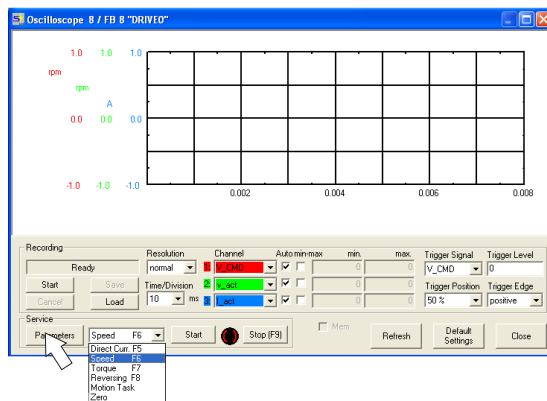 Oscilloscope 8 / FB 8 "DRIVE0"
1.0 1.0 1.0
rpm
rpm
A
0.0 0.0 0.0
-1.0 -1.0 -1.0
0.002 0.004 0.006 0.008
Recording
Resolution Channel Auto min-max min. max. Trigger Signal Trigger Level
Ready normal 1: V_CMD 0 0 V_CMD 0
Start Save Time/Division 2: v_act 0 0 Trigger Position Trigger Edge
Cancel Load 10 ms 3: I_act 0 0 50 % positive
Service
Parameters Speed F6 Start Stop (F9) Mem Refresh Default Settings Close
Direct Curr. F5
Speed F6
Torque F7
Reversing F8
Motion Task
Zero